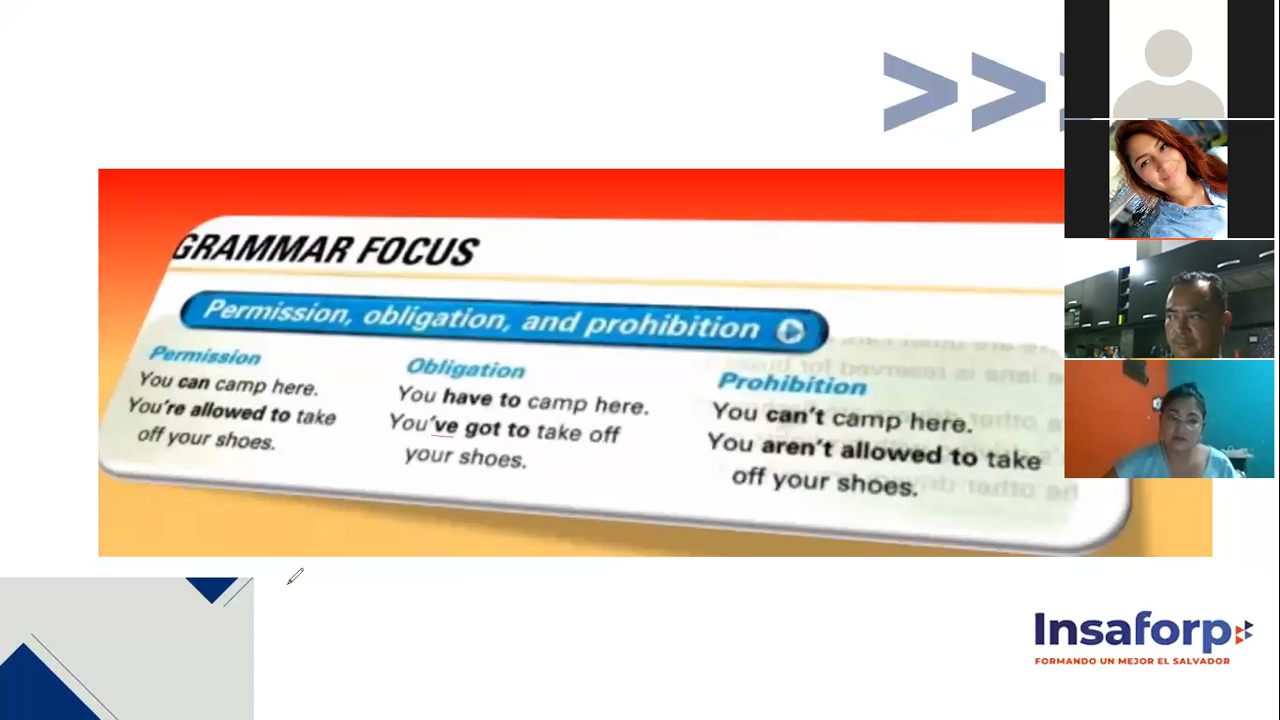 >>>
GRAMMAR FOCUS
Permission, obligation, and prohibition
Permission
You can camp here.
You're allowed to take
off your shoes.
Obligation
You have to camp here.
You've got to take off
your shoes.
Prohibition
You can't camp here.
You aren't allowed to take
off your shoes.
Insaforp
FORMANDO UN MEJOR EL SALVADOR